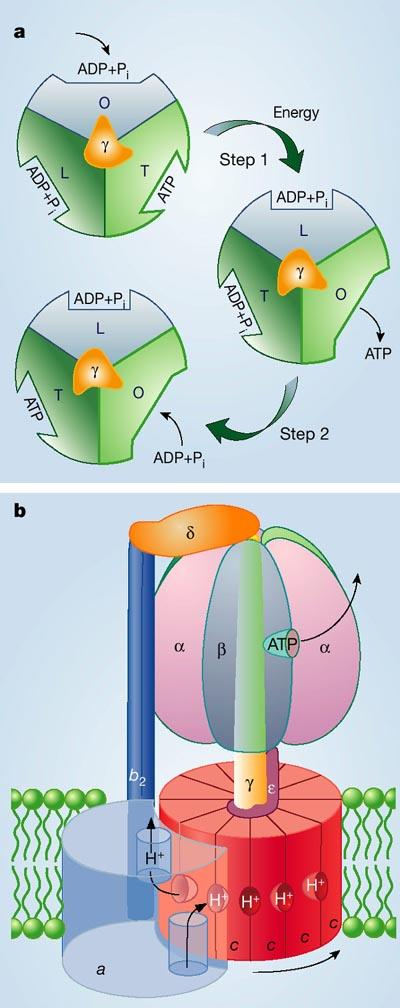 a
ADP+Pi
O
γ
L
T
ADP+Pi
ATP
Energy
Step 1
ADP+Pi
L
γ
T
O
ADP+Pi
ATP
ADP+Pi
L
γ
T
O
ATP
ADP+Pi
Step 2
b
δ
α
β
ATP
α
b2
γ
ε
H+
H+
H+
H+
H+
c
c
c
c
a